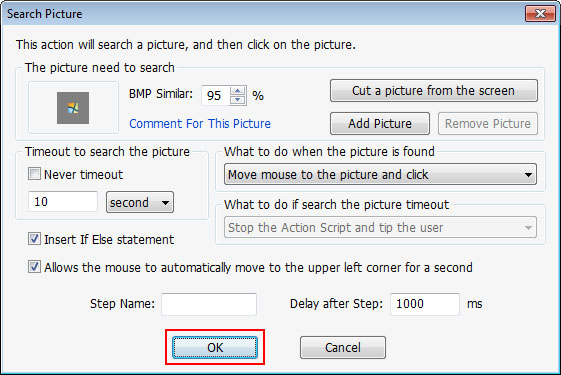 Search Picture
This action will search a picture, and then click on the picture.
The picture need to search
BMP Similar: 95 %
Cut a picture from the screen
Comment For This Picture
Add Picture
Remove Picture
Timeout to search the picture
Never timeout
10 second
What to do when the picture is found
Move mouse to the picture and click
What to do if search the picture timeout
Stop the Action Script and tip the user
Insert If Else statement
Allows the mouse to automatically move to the upper left corner for a second
Step Name:
Delay after Step: 1000 ms
OK
Cancel